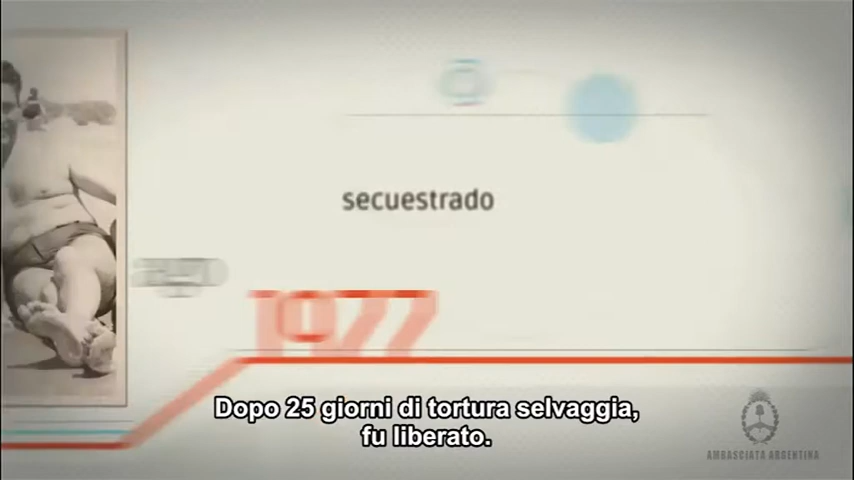 secuestrado
1977
Dopo 25 giorni di tortura selvaggia,
fu liberato.
AMBASCIATA ARGENTINA